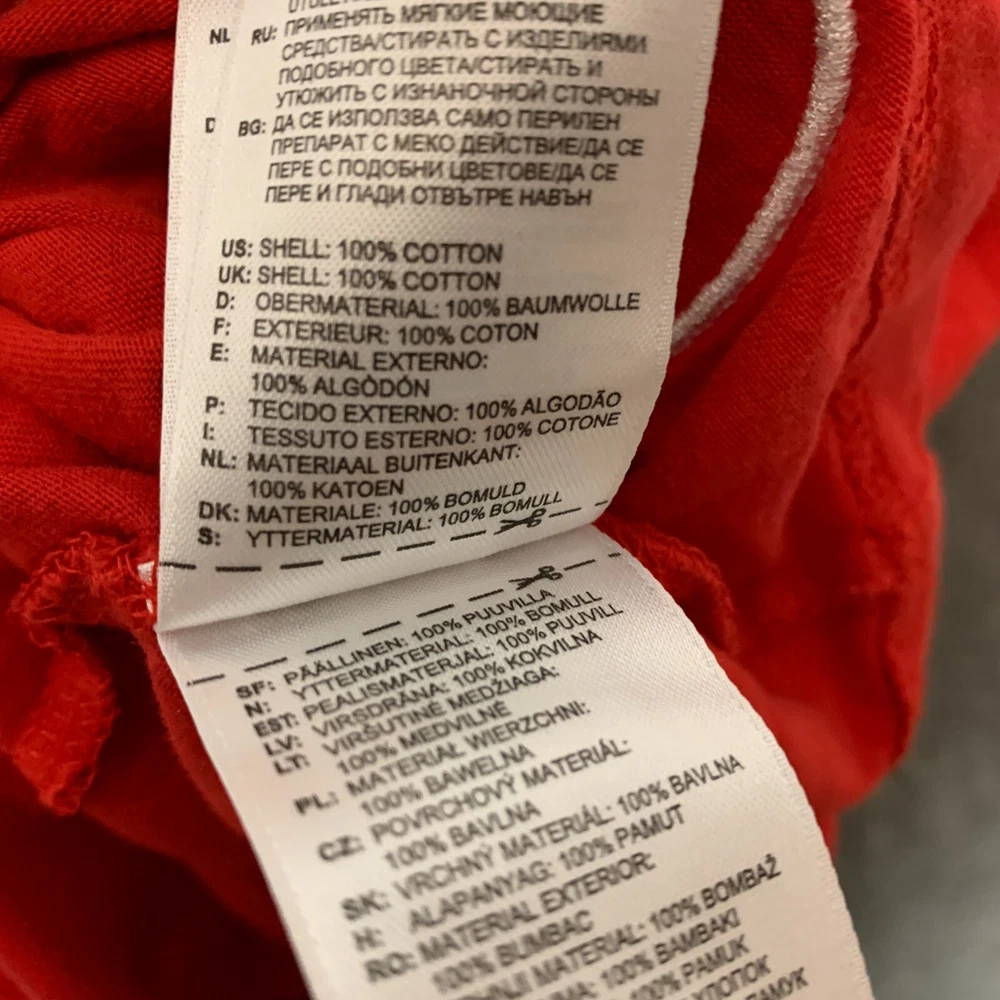 NL
RU: ПРИМЕНЯТЬ МЯГКИЕ МОЮЩИЕ
СРЕДСТВА/СТИРАТЬ С ИЗДЕЛИЯМИ
ПОДОБНОГО ЦВЕТА/СТИРАТЬ И
УТЮЖИТЬ С ИЗНАНОЧНОЙ СТОРОНЫ
D
BG: ДА СЕ ИЗПОЛЗВА САМО ПЕРИЛЕН
ПРЕПАРАТ С МЕКО ДЕЙСТВИЕ/ДА СЕ
ПЕРЕ С ПОДОБНИ ЦВЕТОВЕ/ДА СЕ
ПЕРЕ И ГЛАДИ ОТВЪТРЕ НАВЪН
US: SHELL: 100% COTTON
UK: SHELL: 100% COTTON
D: OBERMATERIAL: 100% BAUMWOLLE
F: EXTERIEUR: 100% COTON
E: MATERIAL EXTERNO:
100% ALGÒDÓN
P: TECIDO EXTERNO: 100% ALGODÃO
I: TESSUTO ESTERNO: 100% COTONE
NL: MATERIAAL BUITENKANT:
100% KATOEN
DK: MATERIALE: 100% BOMULD
S: YTTERMATERIAL: 100% BOMULL
SF: PÄÄLLINEN: 100% PUUVILLA
N: YTTERMATERIAL: 100% BOMULL
EST: PEALISMATERJAL: 100% PUUVILL
LV: VIRSDRĀNA: 100% KOKVILNA
LT: VIRŠUTINĖ MEDŽIAGA:
100% MEDVILNĖ
PL: MATERIAŁ WIERZCHNI:
100% BAWELNA
CZ: POVRCHOVÝ MATERIÁL:
100% BAVLNA
SK: VRCHNÝ MATERIÁL: 100% BAVLNA
H: ALAPANYAG: 100% PAMUT
RO: MATERIAL EXTERIOR:
100% BUMBAC
MATERIAL: 100% BOMBAŽ
100% BAMBAKI
100% PAMUK